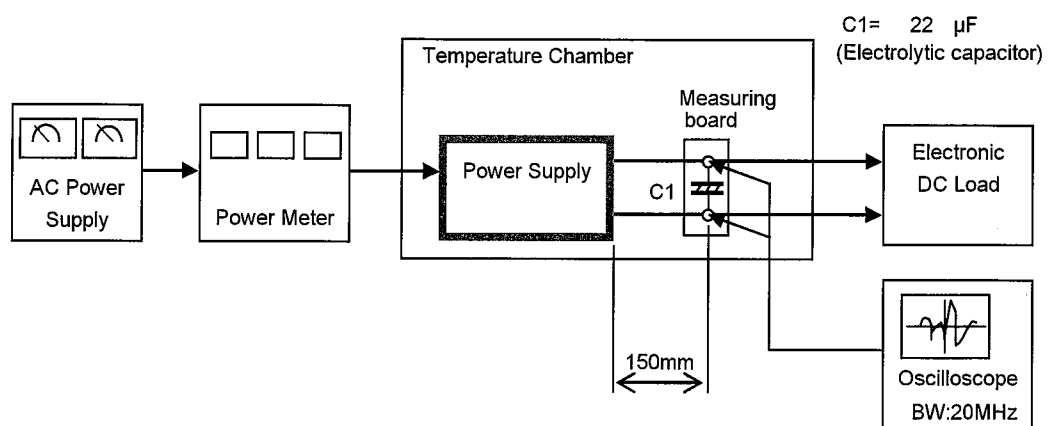 C1= 22 μF
(Electrolytic capacitor)
Temperature Chamber
Measuring
board
AC Power
Supply
Power Meter
Power Supply
C1
Electronic
DC Load
150mm
Oscilloscope
BW:20MHz